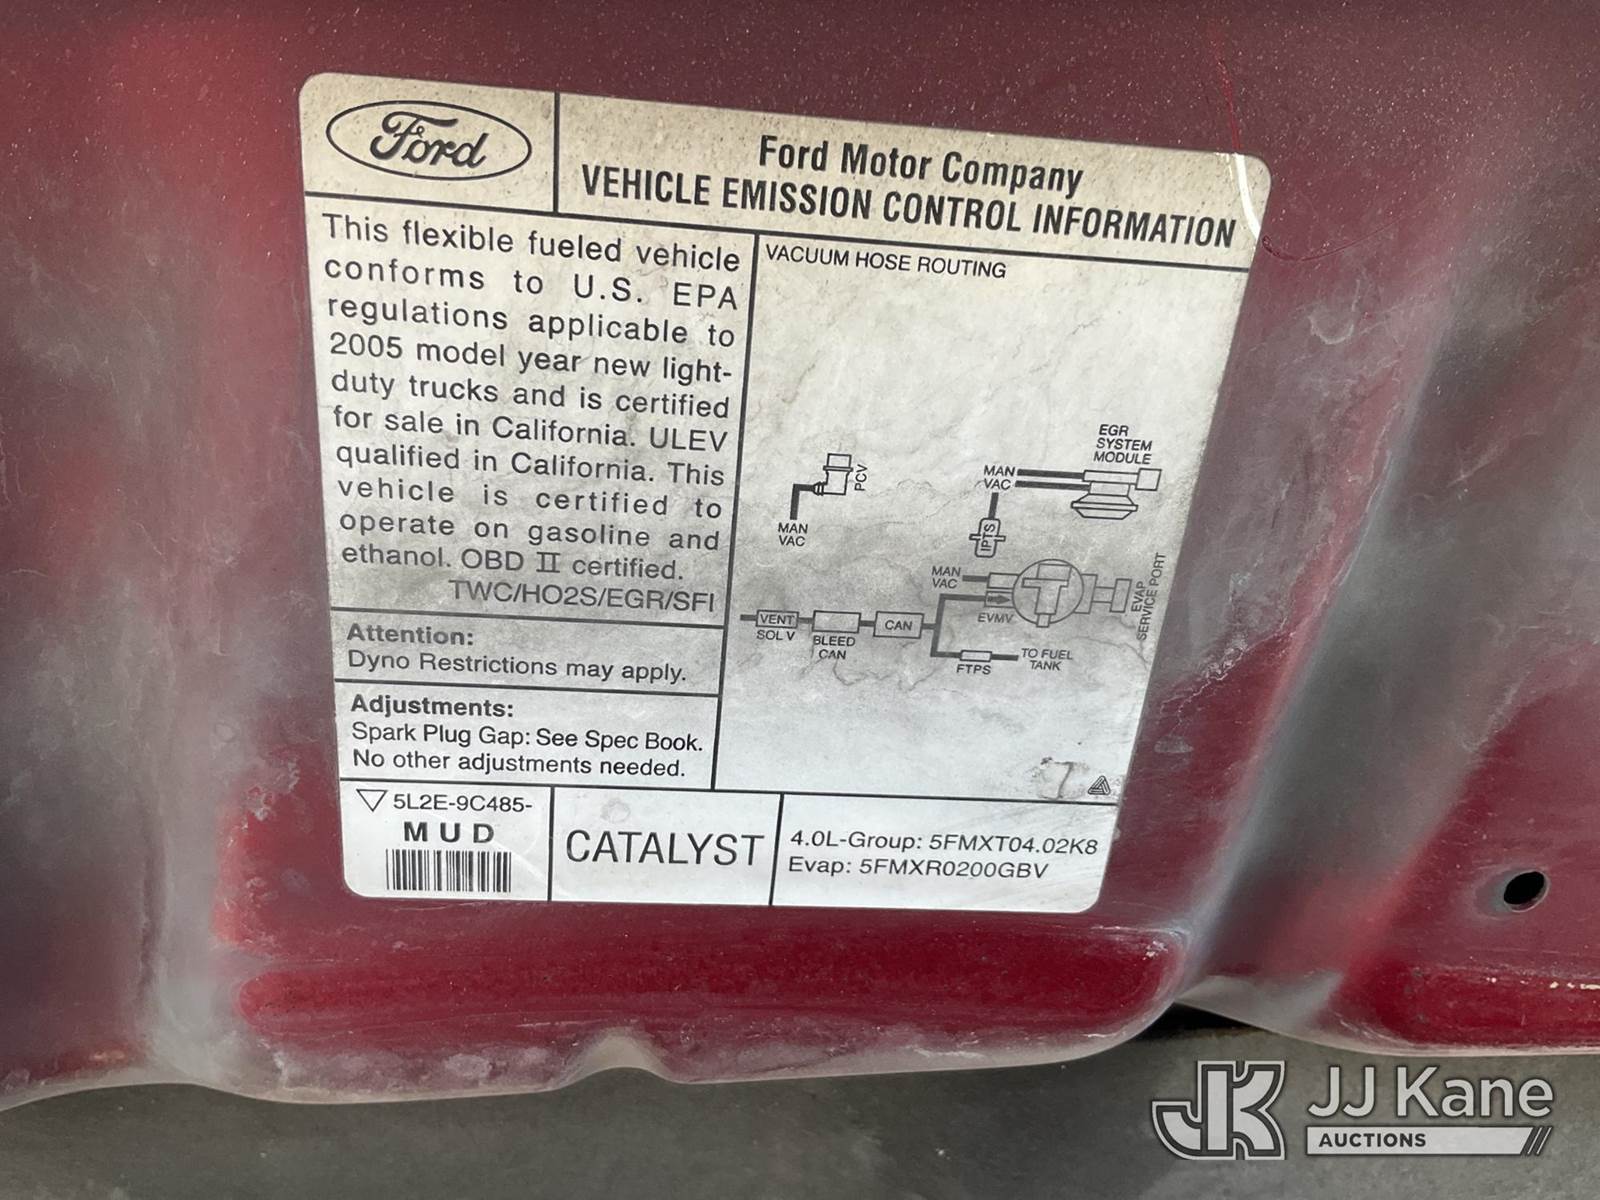 Ford
Ford Motor Company
VEHICLE EMISSION CONTROL INFORMATION
This flexible fueled vehicle
conforms to U.S. EPA
regulations applicable to
2005 model year new light-
duty trucks and is certified
for sale in California. ULEV
qualified in California. This
vehicle is certified to
operate on gasoline and
ethanol. OBD II certified.
TWC/HO2S/EGR/SFI
Attention:
Dyno Restrictions may apply.
Adjustments:
Spark Plug Gap: See Spec Book.
No other adjustments needed.
VACUUM HOSE ROUTING
PCV
MAN
VAC
EGR
SYSTEM
MODULE
MAN
VAC
IPTS
MAN
VAC
EVMV
EVAP
SERVICE PORT
VENT
SOL V
BLEED
CAN
CAN
FTPS
TO FUEL
TANK
5L2E-9C485-
MUD
CATALYST
4.0L-Group: 5FMXT04.02K8
Evap: 5FMXR0200GBV
JK
JJ Kane
AUCTIONS